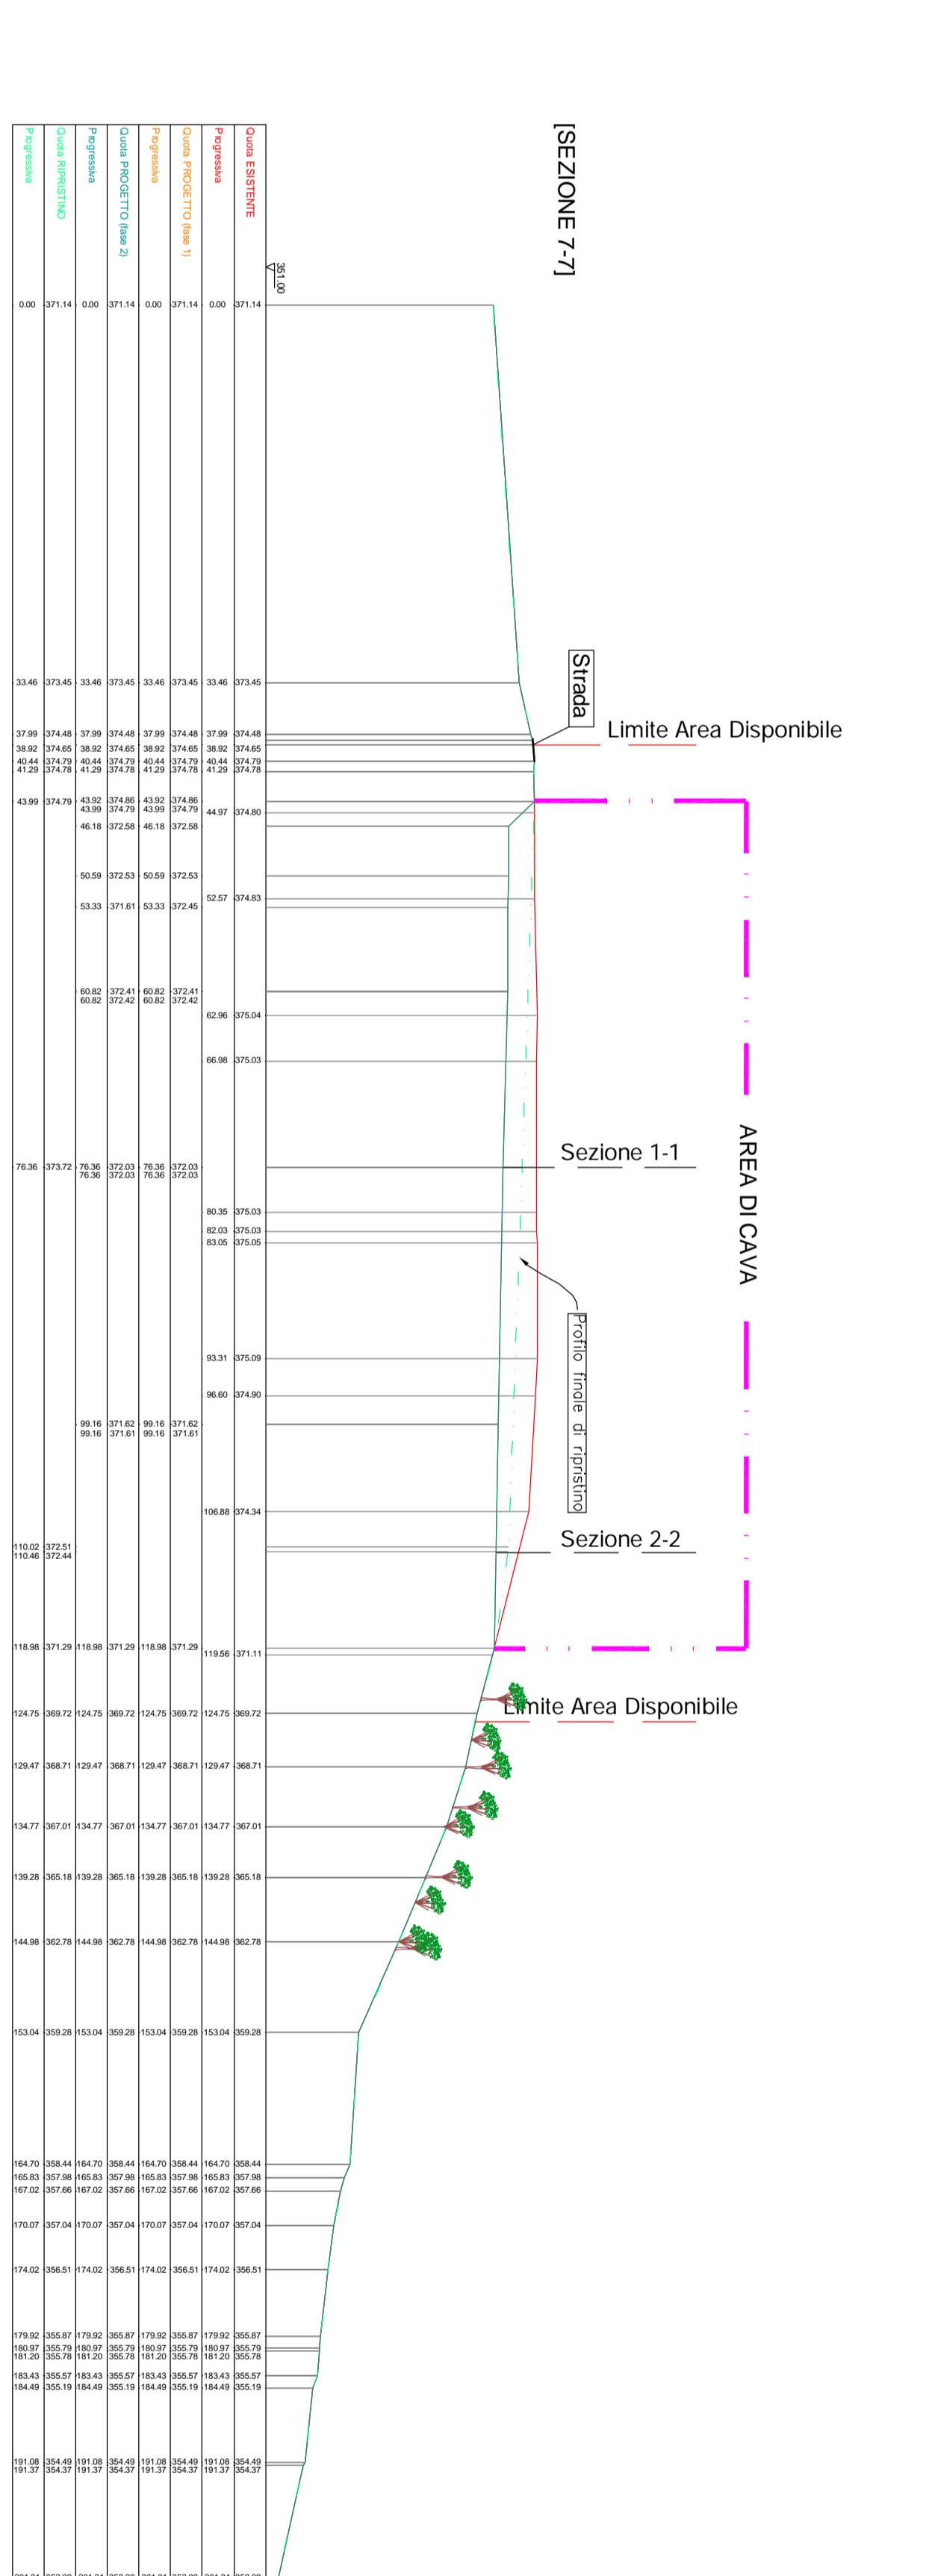 [SEZIONE 7-7]
AREA DI CAVA
Limite Area Disponibile
Strada
Sezione 1-1
Profilo finale di ripristino
Sezione 2-2
Limite Area Disponibile
351.00
Quota ESISTENTE 371.14 373.45 374.48 374.65 374.79 374.78 374.80 374.83 375.04 375.03 375.03 375.03 375.05 375.09 374.90 374.34 371.11 369.72 368.71 367.01 365.18 362.78 359.28 358.44 357.98 357.66 357.04 356.51 355.87 355.79 355.78 355.57 355.19 354.49 354.37
Progressiva 0.00 33.46 37.99 38.92 40.44 41.29 44.97 52.57 62.96 66.98 80.35 82.03 83.05 93.31 96.60 106.88 119.56 124.75 129.47 134.77 139.28 144.98 153.04 164.70 165.83 167.02 170.07 174.02 179.92 180.97 181.20 183.43 184.49 191.08 191.37
Quota PROGETTO (fase 1) 371.14 373.45 374.48 374.65 374.79 374.78 374.86 374.79 372.58 372.53 372.45 372.41 372.42 372.03 372.03 371.62 371.61 371.29 369.72 368.71 367.01 365.18 362.78 359.28 358.44 357.98 357.66 357.04 356.51 355.87 355.79 355.78 355.57 355.19 354.49 354.37
Progressiva 0.00 33.46 37.99 38.92 40.44 41.29 43.92 43.99 46.18 50.59 53.33 60.82 60.82 76.36 76.36 99.16 99.16 118.98 124.75 129.47 134.77 139.28 144.98 153.04 164.70 165.83 167.02 170.07 174.02 179.92 180.97 181.20 183.43 184.49 191.08 191.37
Quota PROGETTO (fase 2) 371.14 373.45 374.48 374.65 374.79 374.78 374.86 374.79 372.58 372.53 371.61 372.41 372.42 372.03 372.03 371.62 371.61 371.29 369.72 368.71 367.01 365.18 362.78 359.28 358.44 357.98 357.66 357.04 356.51 355.87 355.79 355.78 355.57 355.19 354.49 354.37
Progressiva 0.00 33.46 37.99 38.92 40.44 41.29 43.92 43.99 46.18 50.59 53.33 60.82 60.82 76.36 76.36 99.16 99.16 118.98 124.75 129.47 134.77 139.28 144.98 153.04 164.70 165.83 167.02 170.07 174.02 179.92 180.97 181.20 183.43 184.49 191.08 191.37
Quota RIPRISTINO 371.14 373.45 374.48 374.65 374.79 374.78 374.79 373.72 372.51 372.44 371.29 369.72 368.71 367.01 365.18 362.78 359.28 358.44 357.98 357.66 357.04 356.51 355.87 355.79 355.78 355.57 355.19 354.49 354.37
Progressiva 0.00 33.46 37.99 38.92 40.44 41.29 43.99 76.36 110.02 110.46 118.98 124.75 129.47 134.77 139.28 144.98 153.04 164.70 165.83 167.02 170.07 174.02 179.92 180.97 181.20 183.43 184.49 191.08 191.37